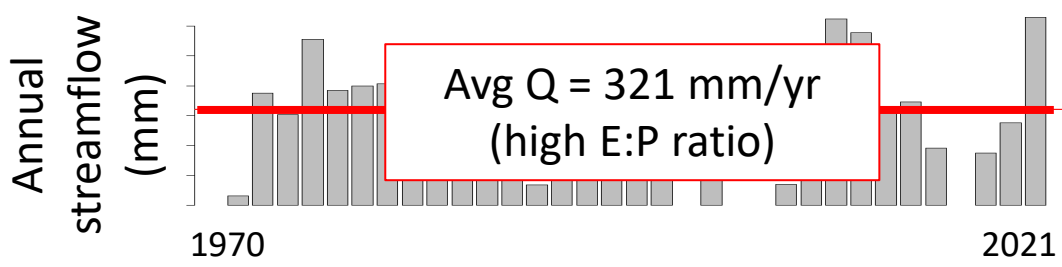 Annual
streamflow
(mm)
Avg Q = 321 mm/yr
(high E:P ratio)
1970
2021